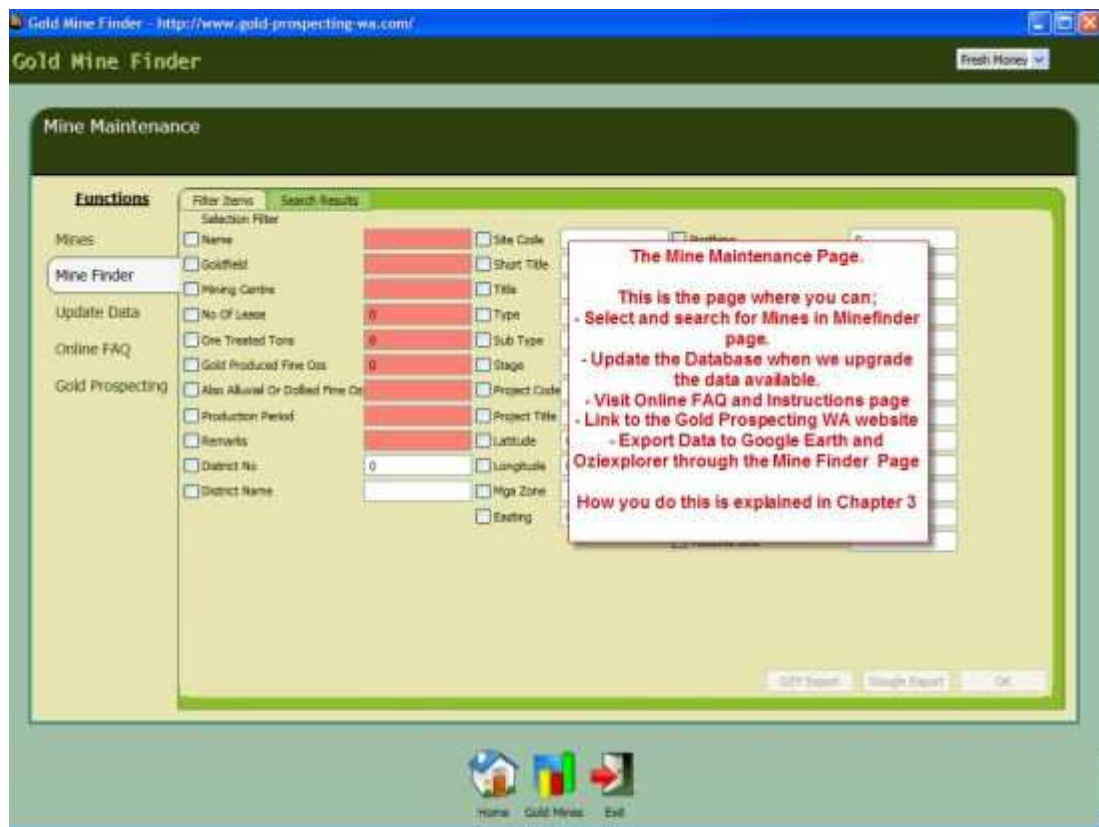 Gold Mine Finder - http://www.gold-prospecting-wa.com/
Gold Mine Finder
Fresh Money
Mine Maintenance
Functions
Mines
Mine Finder
Update Data
Online FAQ
Gold Prospecting
Filter Items
Search Results
Selection Filter
Name
Goldfield
Mining Centre
No Of Lease
0
Ore Treated Tons
0
Gold Produced Fine Ozs
0
Also Alluvial Or Dollied Fine Oz
Production Period
Remarks
District No
0
District Name
Site Code
Short Title
Title
Type
Sub Type
Stage
Project Code
Project Title
Latitude
Longitude
Mga Zone
Easting
The Mine Maintenance Page.
This is the page where you can;
- Select and search for Mines in Minefinder
page.
- Update the Database when we upgrade
the data available.
- Visit Online FAQ and Instructions page
- Link to the Gold Prospecting WA website
- Export Data to Google Earth and
Oziexplorer through the Mine Finder Page
How you do this is explained in Chapter 3
Google Export
OK
Home
Gold Mines
Exit